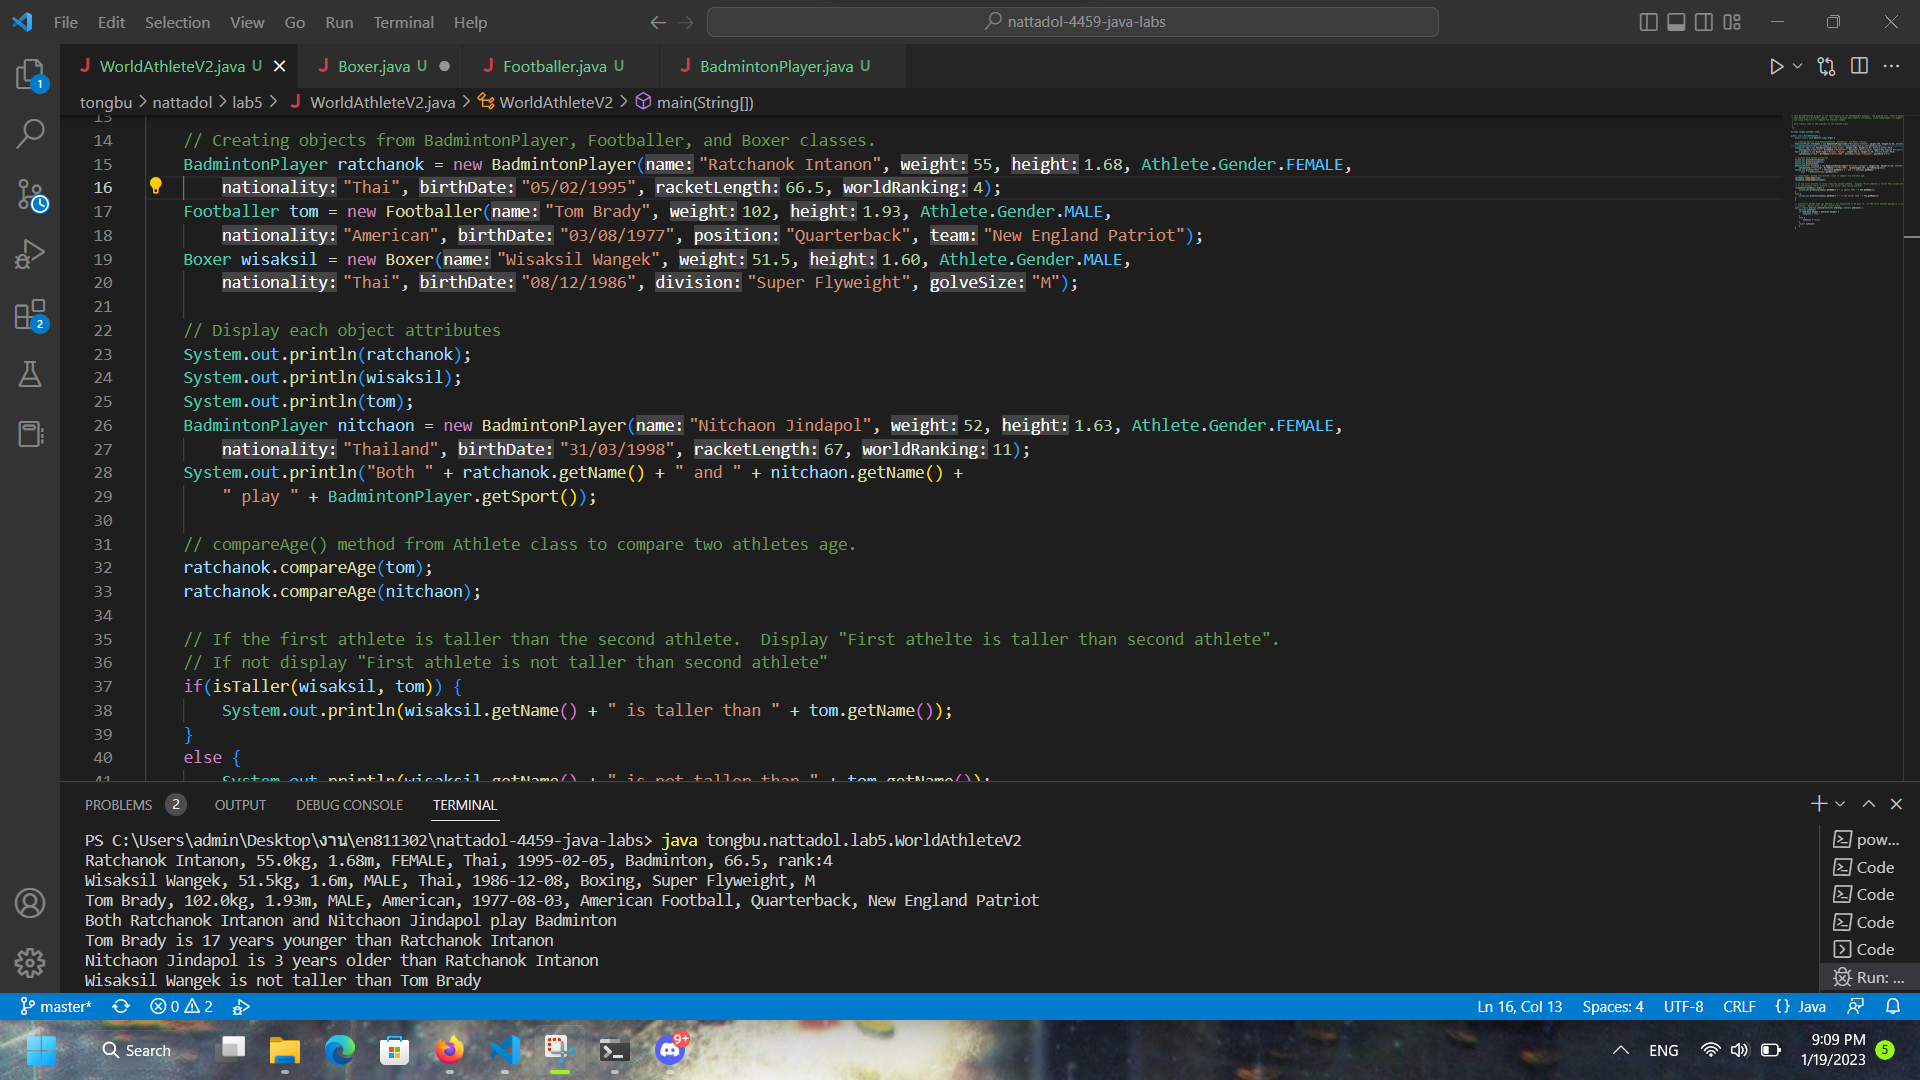 File Edit Selection View Go Run Terminal Help nattadol-4459-java-labs
WorldAthleteV2.java U Boxer.java U Footballer.java U BadmintonPlayer.java U
tongbu > nattadol > lab5 > WorldAthleteV2.java > WorldAthleteV2 > main(String[])
13
14 // Creating objects from BadmintonPlayer, Footballer, and Boxer classes.
15 BadmintonPlayer ratchanok = new BadmintonPlayer(name: "Ratchanok Intanon", weight: 55, height: 1.68, Athlete.Gender.FEMALE,
16 nationality: "Thai", birthDate: "05/02/1995", racketLength: 66.5, worldRanking: 4);
17 Footballer tom = new Footballer(name: "Tom Brady", weight: 102, height: 1.93, Athlete.Gender.MALE,
18 nationality: "American", birthDate: "03/08/1977", position: "Quarterback", team: "New England Patriot");
19 Boxer wisaksil = new Boxer(name: "Wisaksil Wangek", weight: 51.5, height: 1.60, Athlete.Gender.MALE,
20 nationality: "Thai", birthDate: "08/12/1986", division: "Super Flyweight", golveSize: "M");
21
22 // Display each object attributes
23 System.out.println(ratchanok);
24 System.out.println(wisaksil);
25 System.out.println(tom);
26 BadmintonPlayer nitchaon = new BadmintonPlayer(name: "Nitchaon Jindapol", weight: 52, height: 1.63, Athlete.Gender.FEMALE,
27 nationality: "Thailand", birthDate: "31/03/1998", racketLength: 67, worldRanking: 11);
28 System.out.println("Both " + ratchanok.getName() + " and " + nitchaon.getName() +
29 " play " + BadmintonPlayer.getSport());
30
31 // compareAge() method from Athlete class to compare two athletes age.
32 ratchanok.compareAge(tom);
33 ratchanok.compareAge(nitchaon);
34
35 // If the first athlete is taller than the second athlete.  Display "First athelte is taller than second athlete".
36 // If not display "First athlete is not taller than second athlete"
37 if(isTaller(wisaksil, tom)) {
38 System.out.println(wisaksil.getName() + " is taller than " + tom.getName());
39 }
40 else {
41 System.out.println(wisaksil.getName() + " is not taller than " + tom.getName());
PROBLEMS 2 OUTPUT DEBUG CONSOLE TERMINAL
PS C:\Users\admin\Desktop\งาน\en811302\nattadol-4459-java-labs> java tongbu.nattadol.lab5.WorldAthleteV2
Ratchanok Intanon, 55.0kg, 1.68m, FEMALE, Thai, 1995-02-05, Badminton, 66.5, rank:4
Wisaksil Wangek, 51.5kg, 1.6m, MALE, Thai, 1986-12-08, Boxing, Super Flyweight, M
Tom Brady, 102.0kg, 1.93m, MALE, American, 1977-08-03, American Football, Quarterback, New England Patriot
Both Ratchanok Intanon and Nitchaon Jindapol play Badminton
Tom Brady is 17 years younger than Ratchanok Intanon
Nitchaon Jindapol is 3 years older than Ratchanok Intanon
Wisaksil Wangek is not taller than Tom Brady
pow...
Code
Code
Code
Code
Run: ...
1
2
master* 0 2 Ln 16, Col 13 Spaces: 4 UTF-8 CRLF {} Java
Search 9+ ENG 9:09 PM
1/19/2023 5